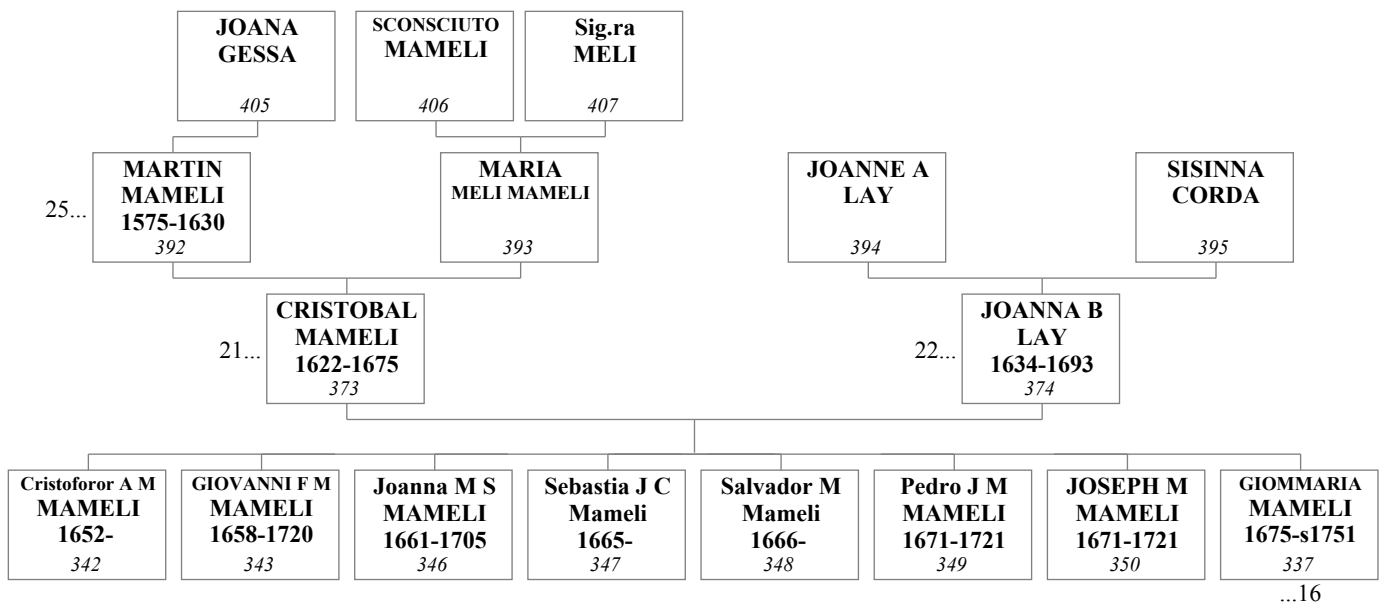 JOANA
GESSA
405
SCONSCIUTO
MAMELI
406
Sig.ra
MELI
407
25...
MARTIN
MAMELI
1575-1630
392
MARIA
MELI MAMELI
393
JOANNE A
LAY
394
SISINNA
CORDA
395
21...
CRISTOBAL
MAMELI
1622-1675
373
22...
JOANNA B
LAY
1634-1693
374
Cristoforor A M
MAMELI
1652-
342
GIOVANNI F M
MAMELI
1658-1720
343
Joanna M S
MAMELI
1661-1705
346
Sebastia J C
Mameli
1665-
347
Salvador M
Mameli
1666-
348
Pedro J M
MAMELI
1671-1721
349
JOSEPH M
MAMELI
1671-1721
350
GIOMMARIA
MAMELI
1675-s1751
337
...16